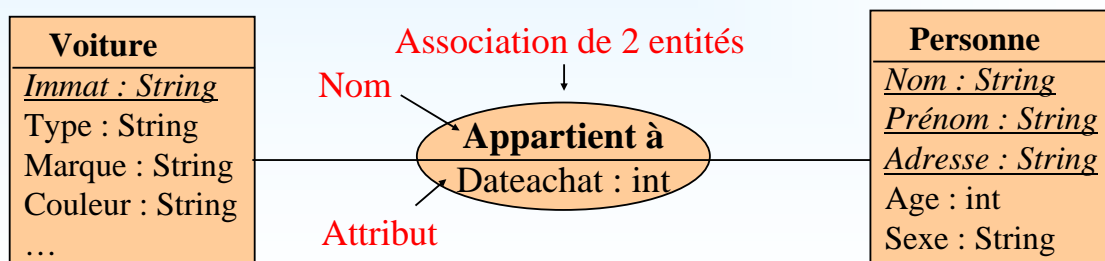 Voiture
Immat : String
Type : String
Marque : String
Couleur : String
…
Association de 2 entités
Nom
Appartient à
Dateachat : int
Attribut
Personne
Nom : String
Prénom : String
Adresse : String
Age : int
Sexe : String